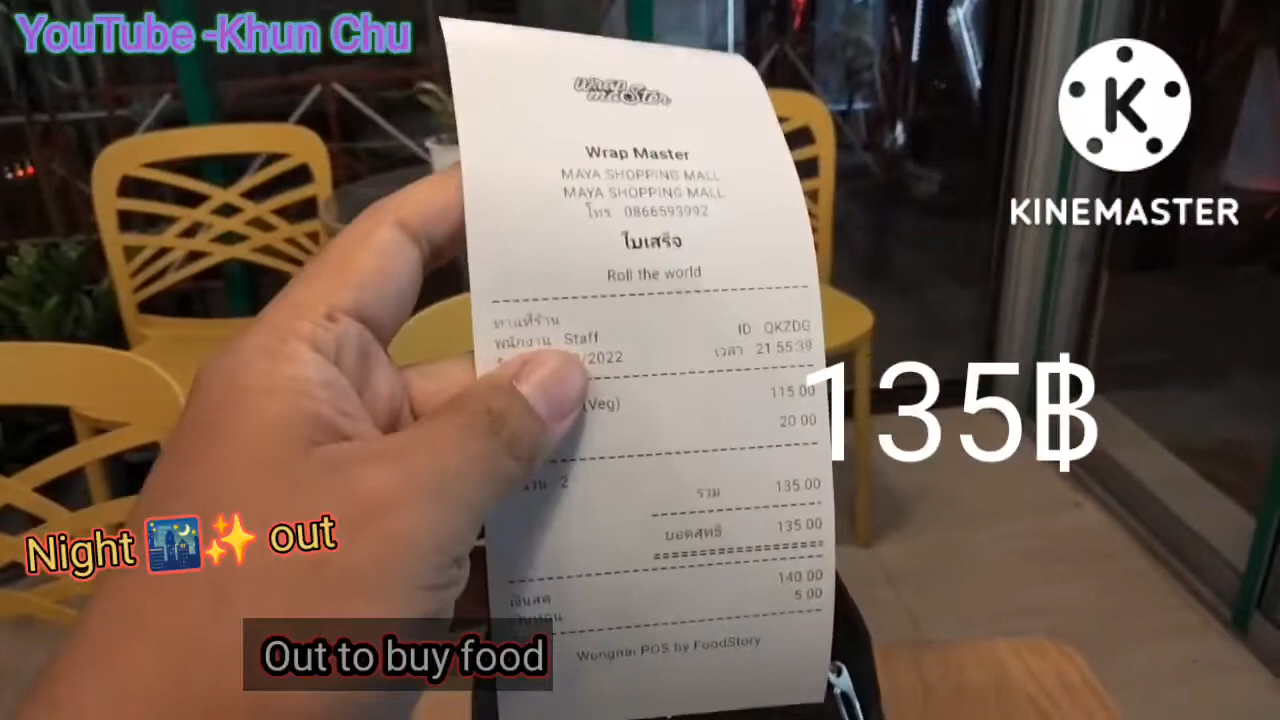 YouTube -Khun Chu
KINEMASTER
wrap master
Wrap Master
MAYA SHOPPING MALL
MAYA SHOPPING MALL
โทร 0866593992
ใบเสร็จ
Roll the world
ทานที่ร้าน
พนักงาน Staff
ID QKZDG
/2022
เวลา 21:55:39
(Veg) 115.00
20.00
2
รวม 135.00
ยอดสุทธิ 135.00
เงินสด 140.00
5.00
Wongnai POS by FoodStory
135฿
Night 🌃✨ out
Out to buy food